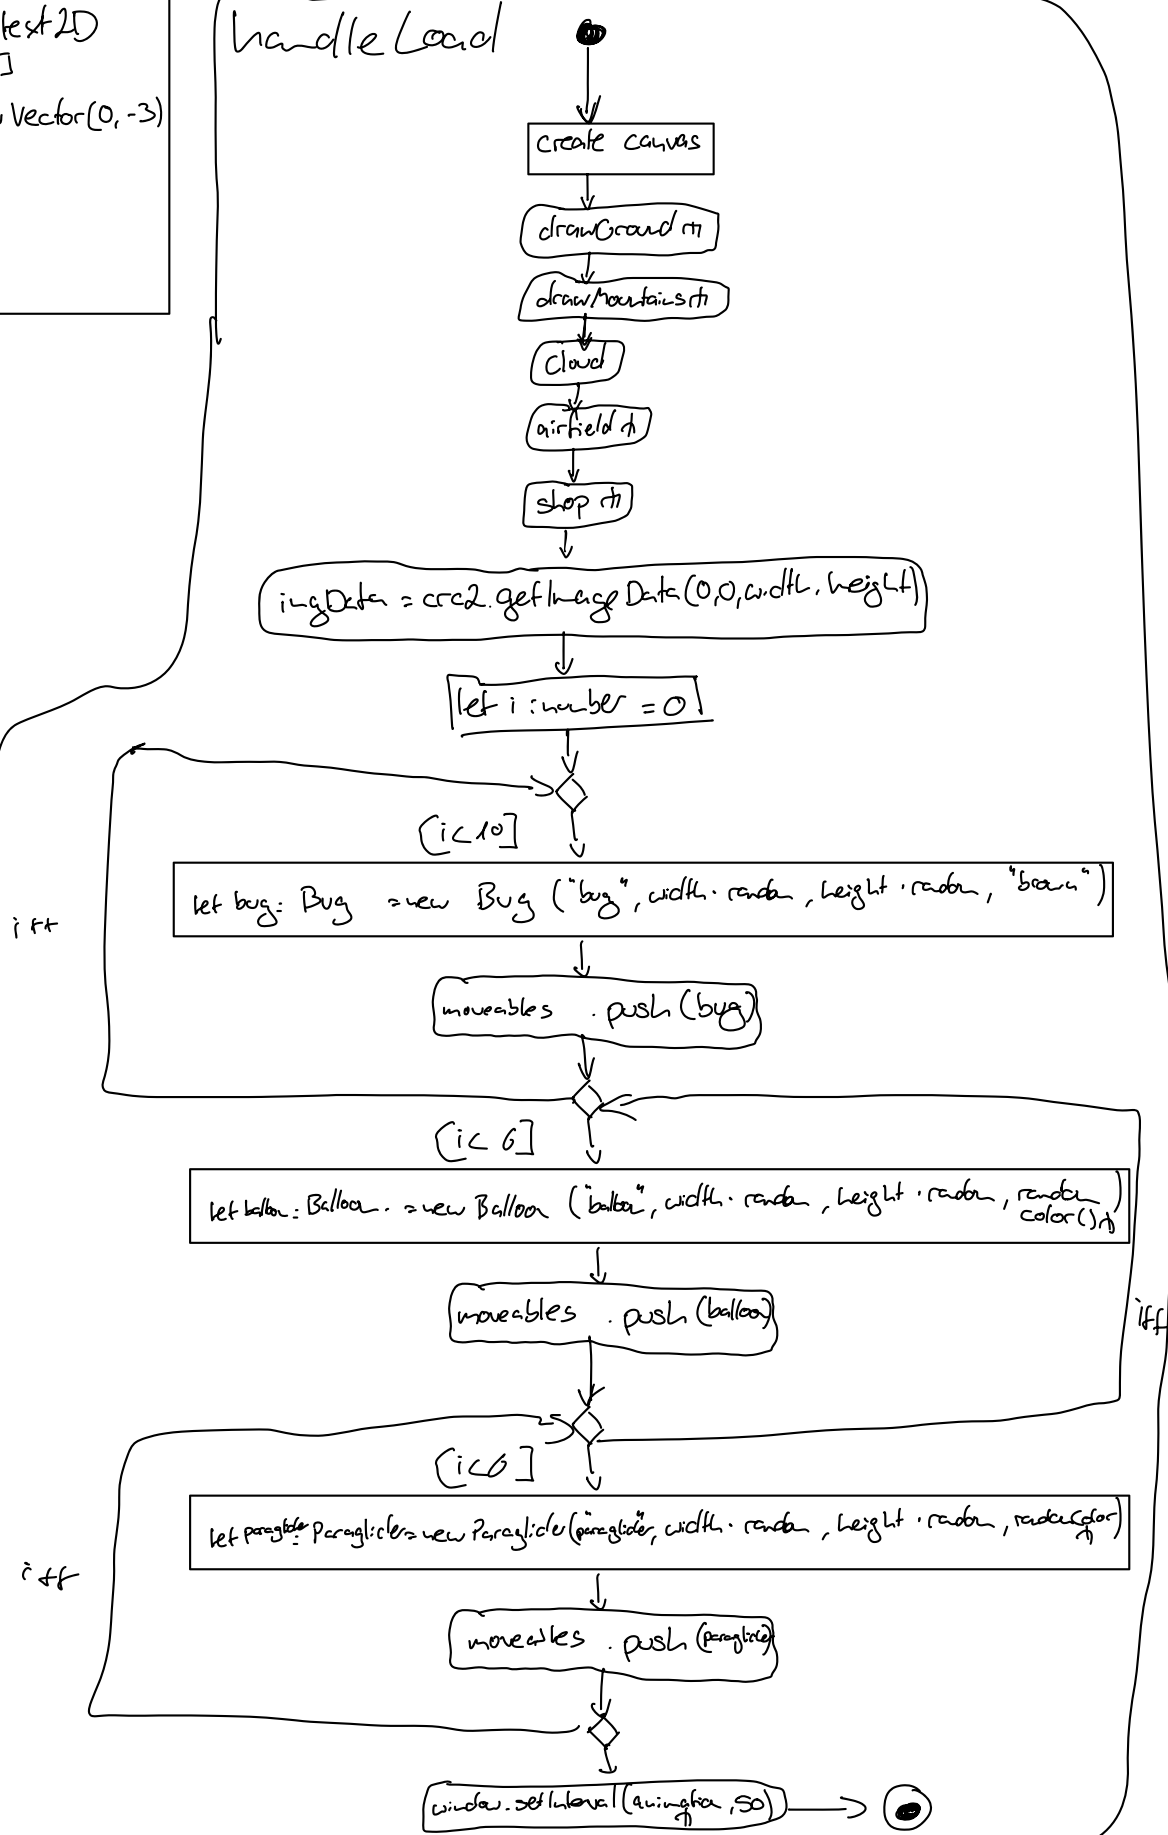 text2D
]
Vector(0, -3)
handleLoad
create canvas
drawGround
drawMountains
Cloud
airfield
shop
imgData = crc2.getImageData(0,0,width, height)
let i : number = 0
[i < 10]
let bug: Bug = new Bug ("bug", width · random, height · random, "brown")
i++
moveables .push(bug)
[i < 6]
let balloon: Balloon = new Balloon ("balloon", width · random, height · random, random
color())
moveables .push(balloon)
i++
[i < 6]
let paraglider: Paraglider = new Paraglider("paraglider", width · random, height · random, randomColor)
i++
moveables .push(paraglider)
window.setInterval(animation, 50)